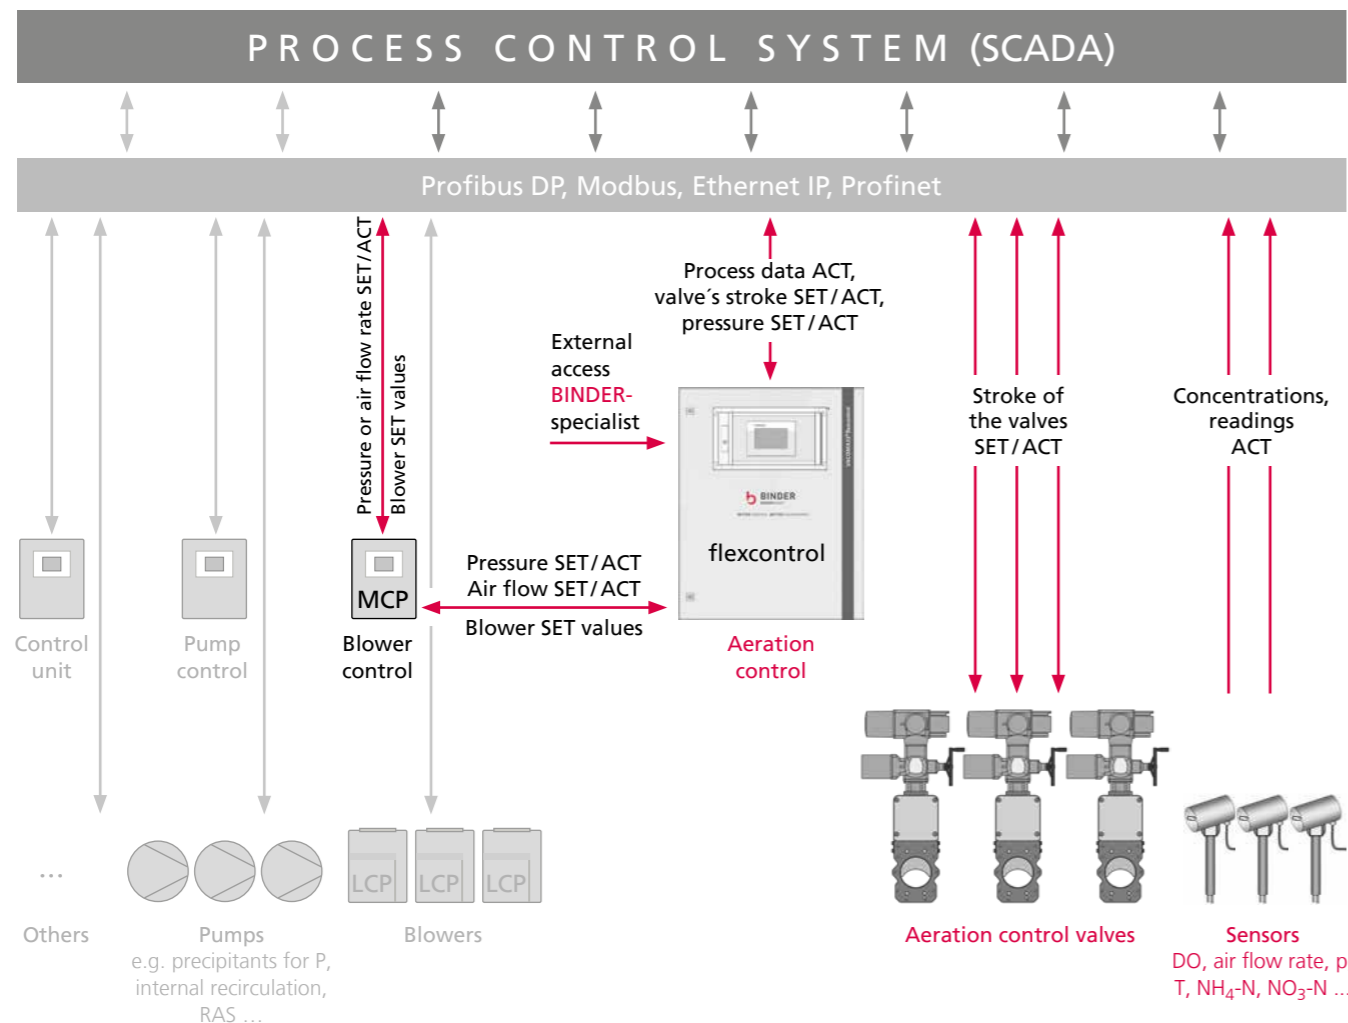 PROCESS CONTROL SYSTEM (SCADA)
Profibus DP, Modbus, Ethernet IP, Profinet
Pressure or air flow rate SET/ACT
Blower SET values
Process data ACT,
valve´s stroke SET/ACT,
pressure SET/ACT
External
access
BINDER-
specialist
Stroke of
the valves
SET/ACT
Concentrations,
readings
ACT
BINDER
flexcontrol
MCP
Pressure SET/ACT
Air flow SET/ACT
Blower SET values
Control
unit
Pump
control
Blower
control
Aeration
control
...
LCP
LCP
LCP
Others
Pumps
e.g. precipitants for P,
internal recirculation,
RAS ...
Blowers
Aeration control valves
Sensors
DO, air flow rate, p
T, NH₄-N, NO₃-N ...